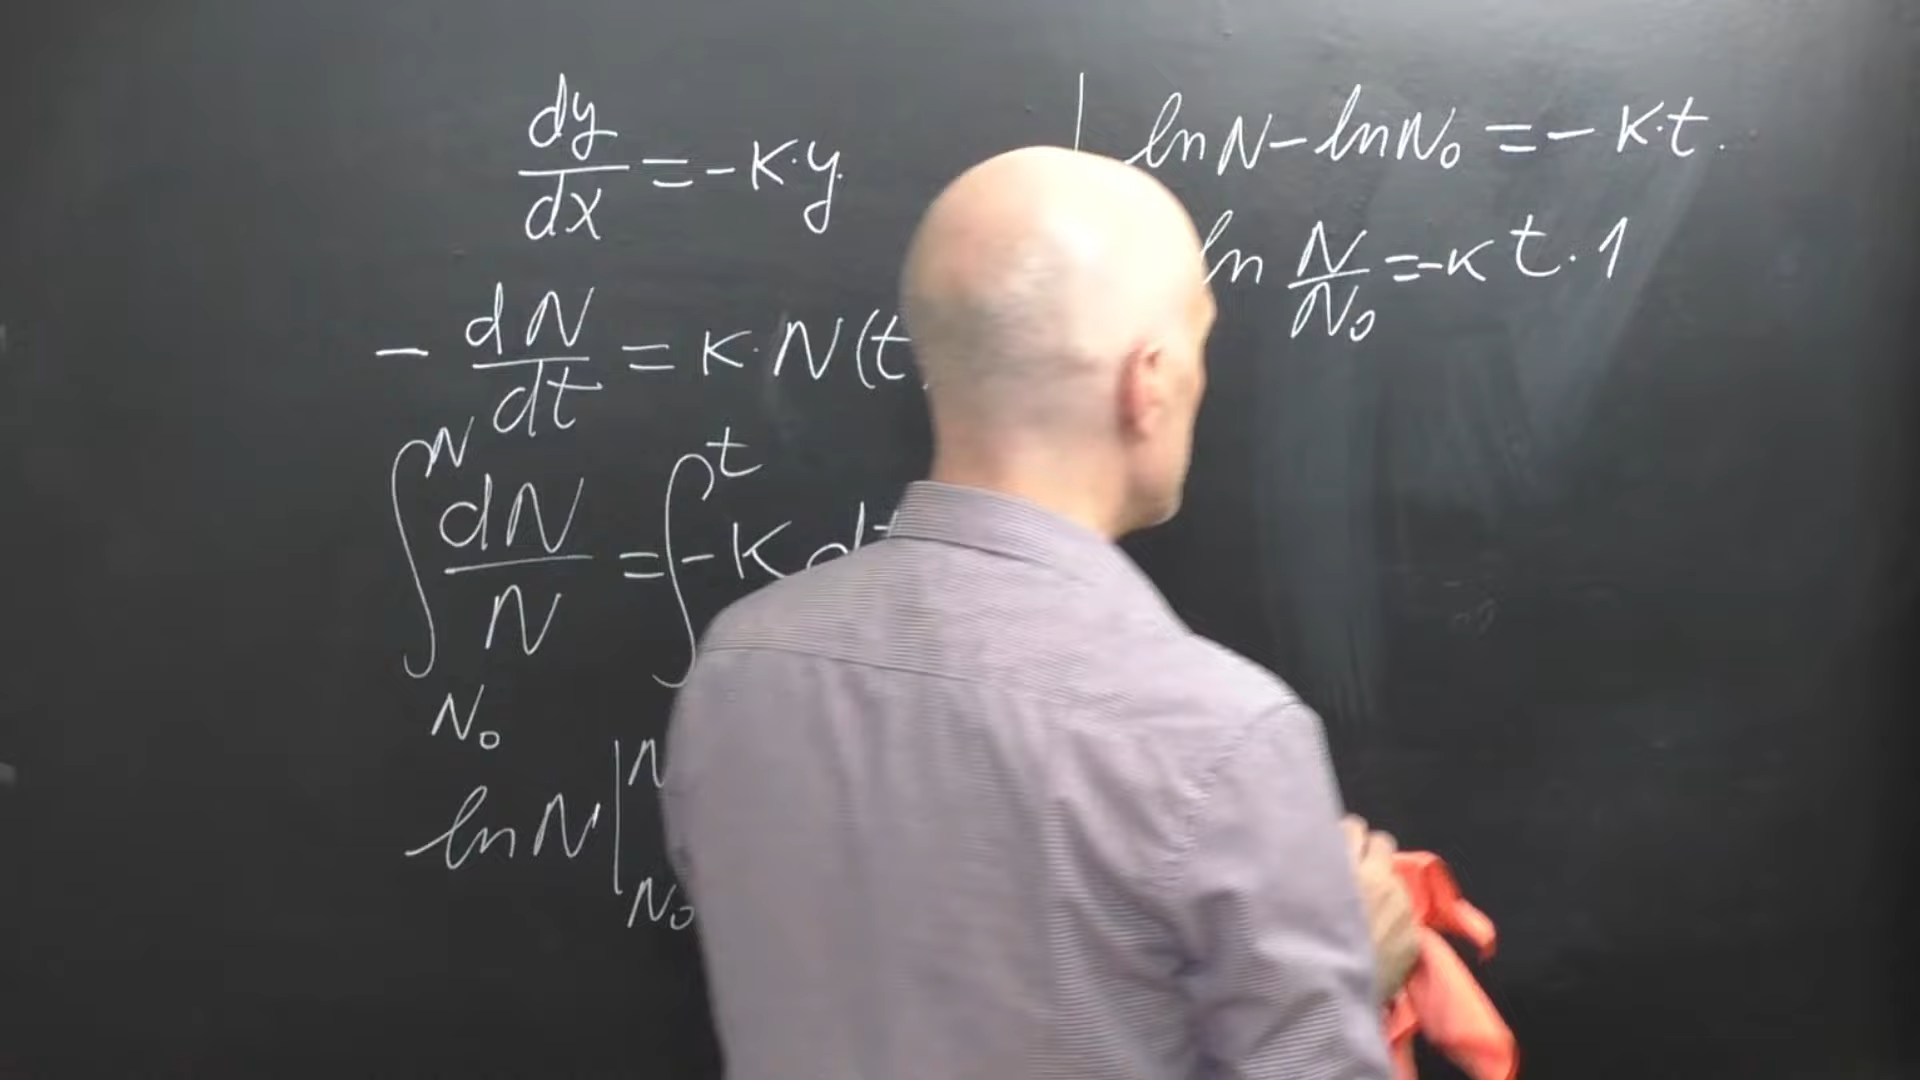 dy/dx = -K·y.
- dN/dt = K·N(t
∫ N N₀ dN/N = ∫ t -K d
ln N | N N₀
ln N - ln N₀ = - K·t.
ln N/N₀ = -K t · 1